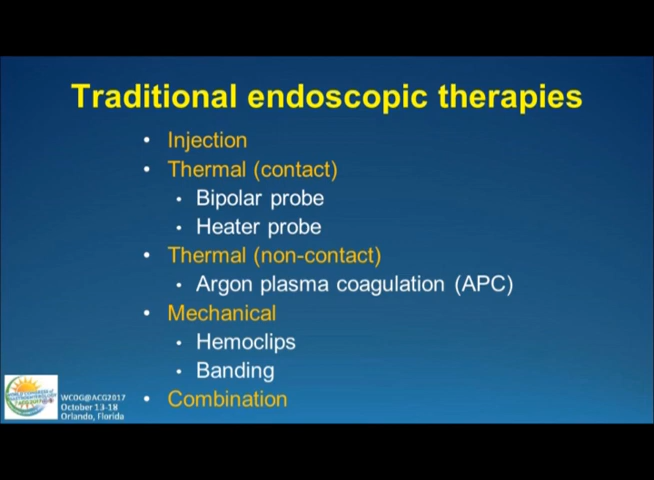 Traditional endoscopic therapies
• Injection
• Thermal (contact)
• Bipolar probe
• Heater probe
• Thermal (non-contact)
• Argon plasma coagulation (APC)
• Mechanical
• Hemoclips
• Banding
• Combination
WCOG@ACG2017
October 13-18
Orlando, Florida